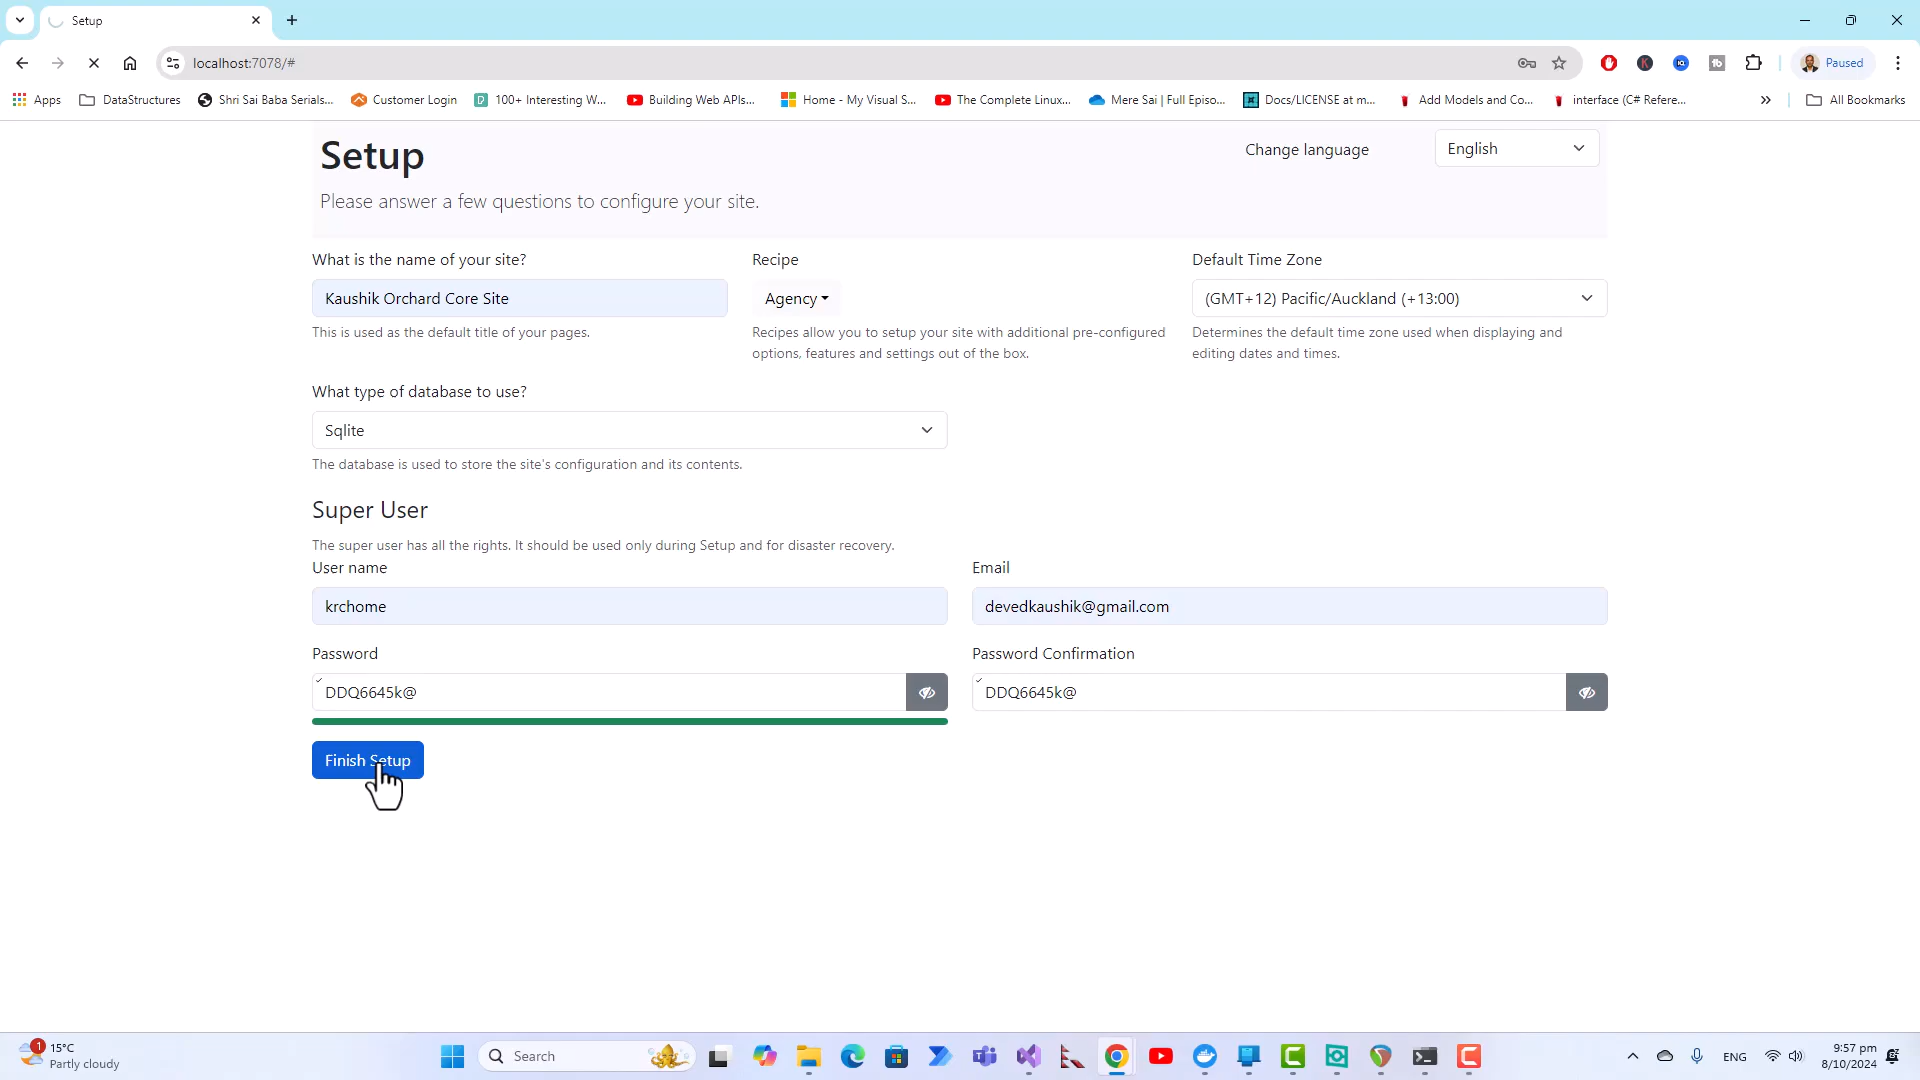 Setup
localhost:7078/#
Paused
Apps
DataStructures
Shri Sai Baba Serials...
Customer Login
100+ Interesting W...
Building Web APIs...
Home - My Visual S...
The Complete Linux...
Mere Sai | Full Episo...
Docs/LICENSE at m...
Add Models and Co...
interface (C# Refere...
All Bookmarks
Setup
Change language
English
Please answer a few questions to configure your site.
What is the name of your site?
Recipe
Default Time Zone
Kaushik Orchard Core Site
Agency
(GMT+12) Pacific/Auckland (+13:00)
This is used as the default title of your pages.
Recipes allow you to setup your site with additional pre-configured
options, features and settings out of the box.
Determines the default time zone used when displaying and
editing dates and times.
What type of database to use?
Sqlite
The database is used to store the site's configuration and its contents.
Super User
The super user has all the rights. It should be used only during Setup and for disaster recovery.
User name
Email
krchome
devedkaushik@gmail.com
Password
Password Confirmation
DDQ6645k@
DDQ6645k@
Finish Setup
1
15°C
Partly cloudy
Search
ENG
9:57 pm
8/10/2024